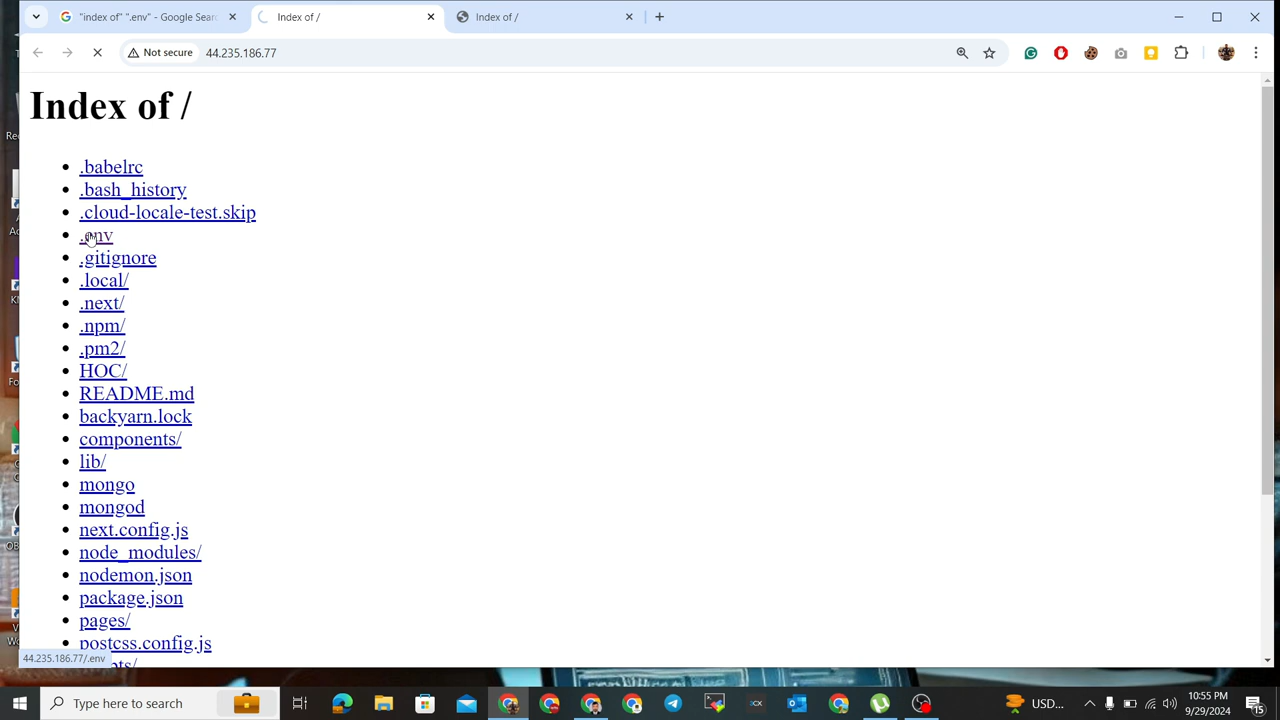 "index of" ".env" - Google Sear
Index of /
Index of /
Not secure
44.235.186.77
Index of /
.babelrc
.bash_history
.cloud-locale-test.skip
.gitignore
.local/
.next/
.npm/
.pm2/
HOC/
README.md
backyarn.lock
components/
lib/
mongo
mongod
next.config.js
node_modules/
nodemon.json
package.json
pages/
postcss.config.js
44.235.186.77/.env
Type here to search
USD...
10:55 PM
9/29/2024
15